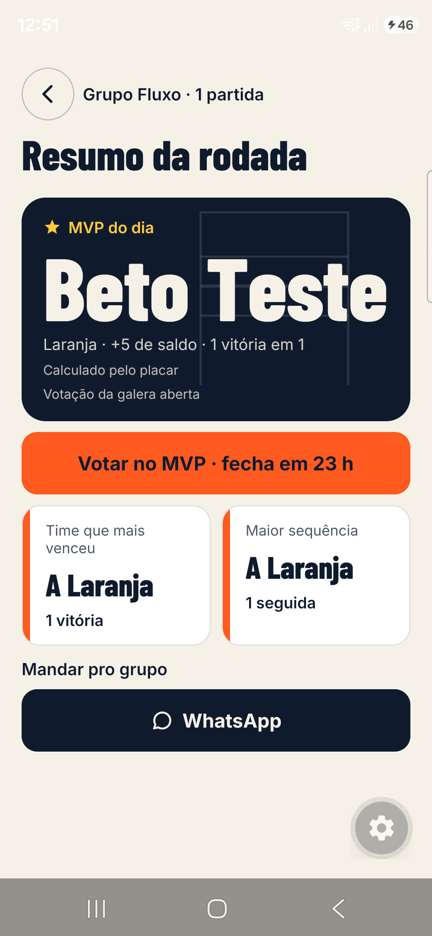 12:51
46
Grupo Fluxo · 1 partida
Resumo da rodada
MVP do dia
Beto Teste
Laranja · +5 de saldo · 1 vitória em 1
Calculado pelo placar
Votação da galera aberta
Votar no MVP · fecha em 23 h
Time que mais
venceu
A Laranja
1 vitória
Maior sequência
A Laranja
1 seguida
Mandar pro grupo
WhatsApp